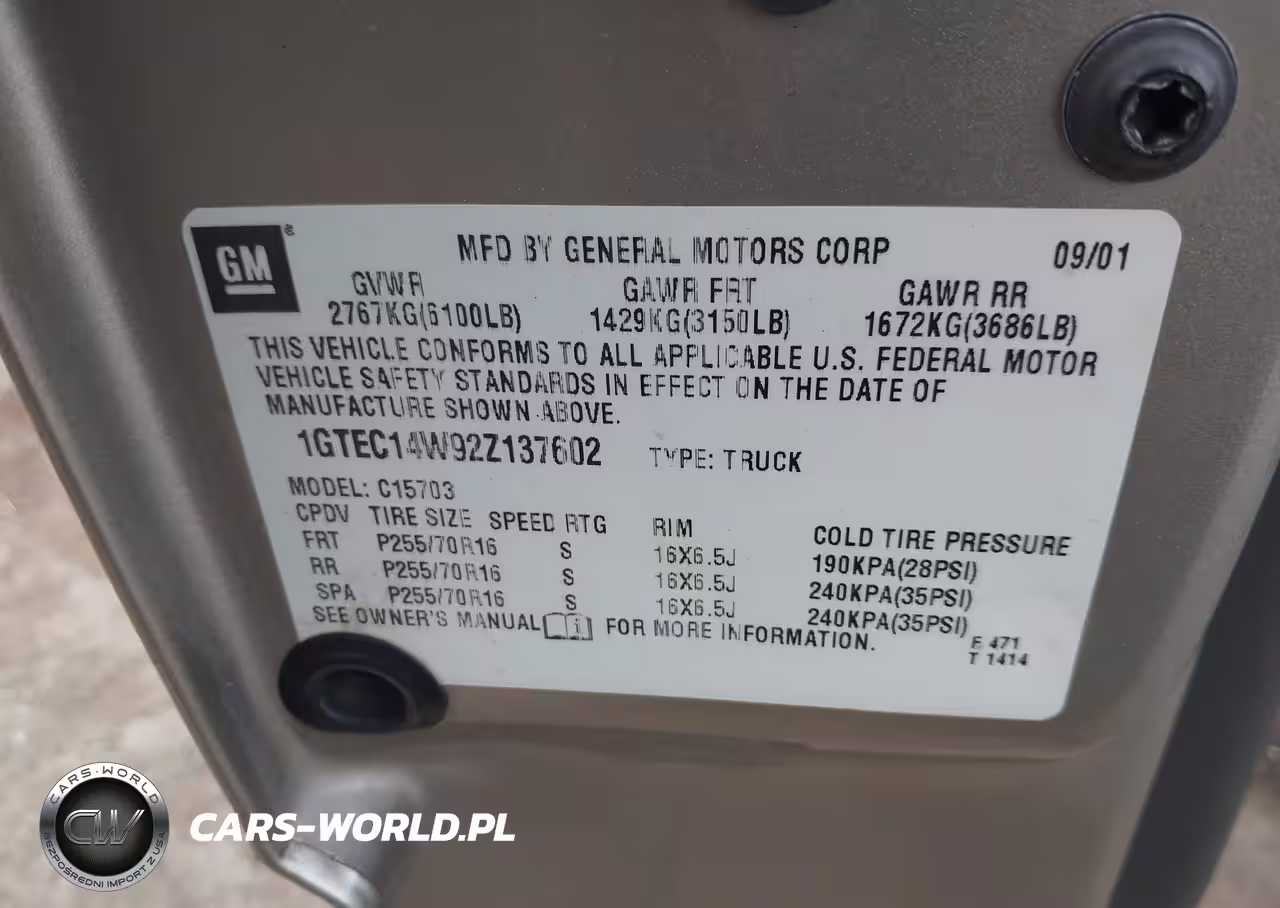 GM ®
MFD BY GENERAL MOTORS CORP 09/01
GVWR GAWR FRT GAWR RR
2767KG(6100LB) 1429KG(3150LB) 1672KG(3686LB)
THIS VEHICLE CONFORMS TO ALL APPLICABLE U.S. FEDERAL MOTOR
VEHICLE SAFETY STANDARDS IN EFFECT ON THE DATE OF
MANUFACTURE SHOWN ABOVE.
1GTEC14W92Z137602 TYPE: TRUCK
MODEL: C15703
CPDV TIRE SIZE SPEED RTG RIM COLD TIRE PRESSURE
FRT P255/70R16 S 16X6.5J 190KPA(28PSI)
RR P255/70R16 S 16X6.5J 240KPA(35PSI)
SPA P255/70R16 S 16X6.5J 240KPA(35PSI)
SEE OWNER'S MANUAL i FOR MORE INFORMATION.
E 471
T 1414
CARS-WORLD
CW
BEZPOŚREDNI IMPORT Z USA
CARS-WORLD.PL